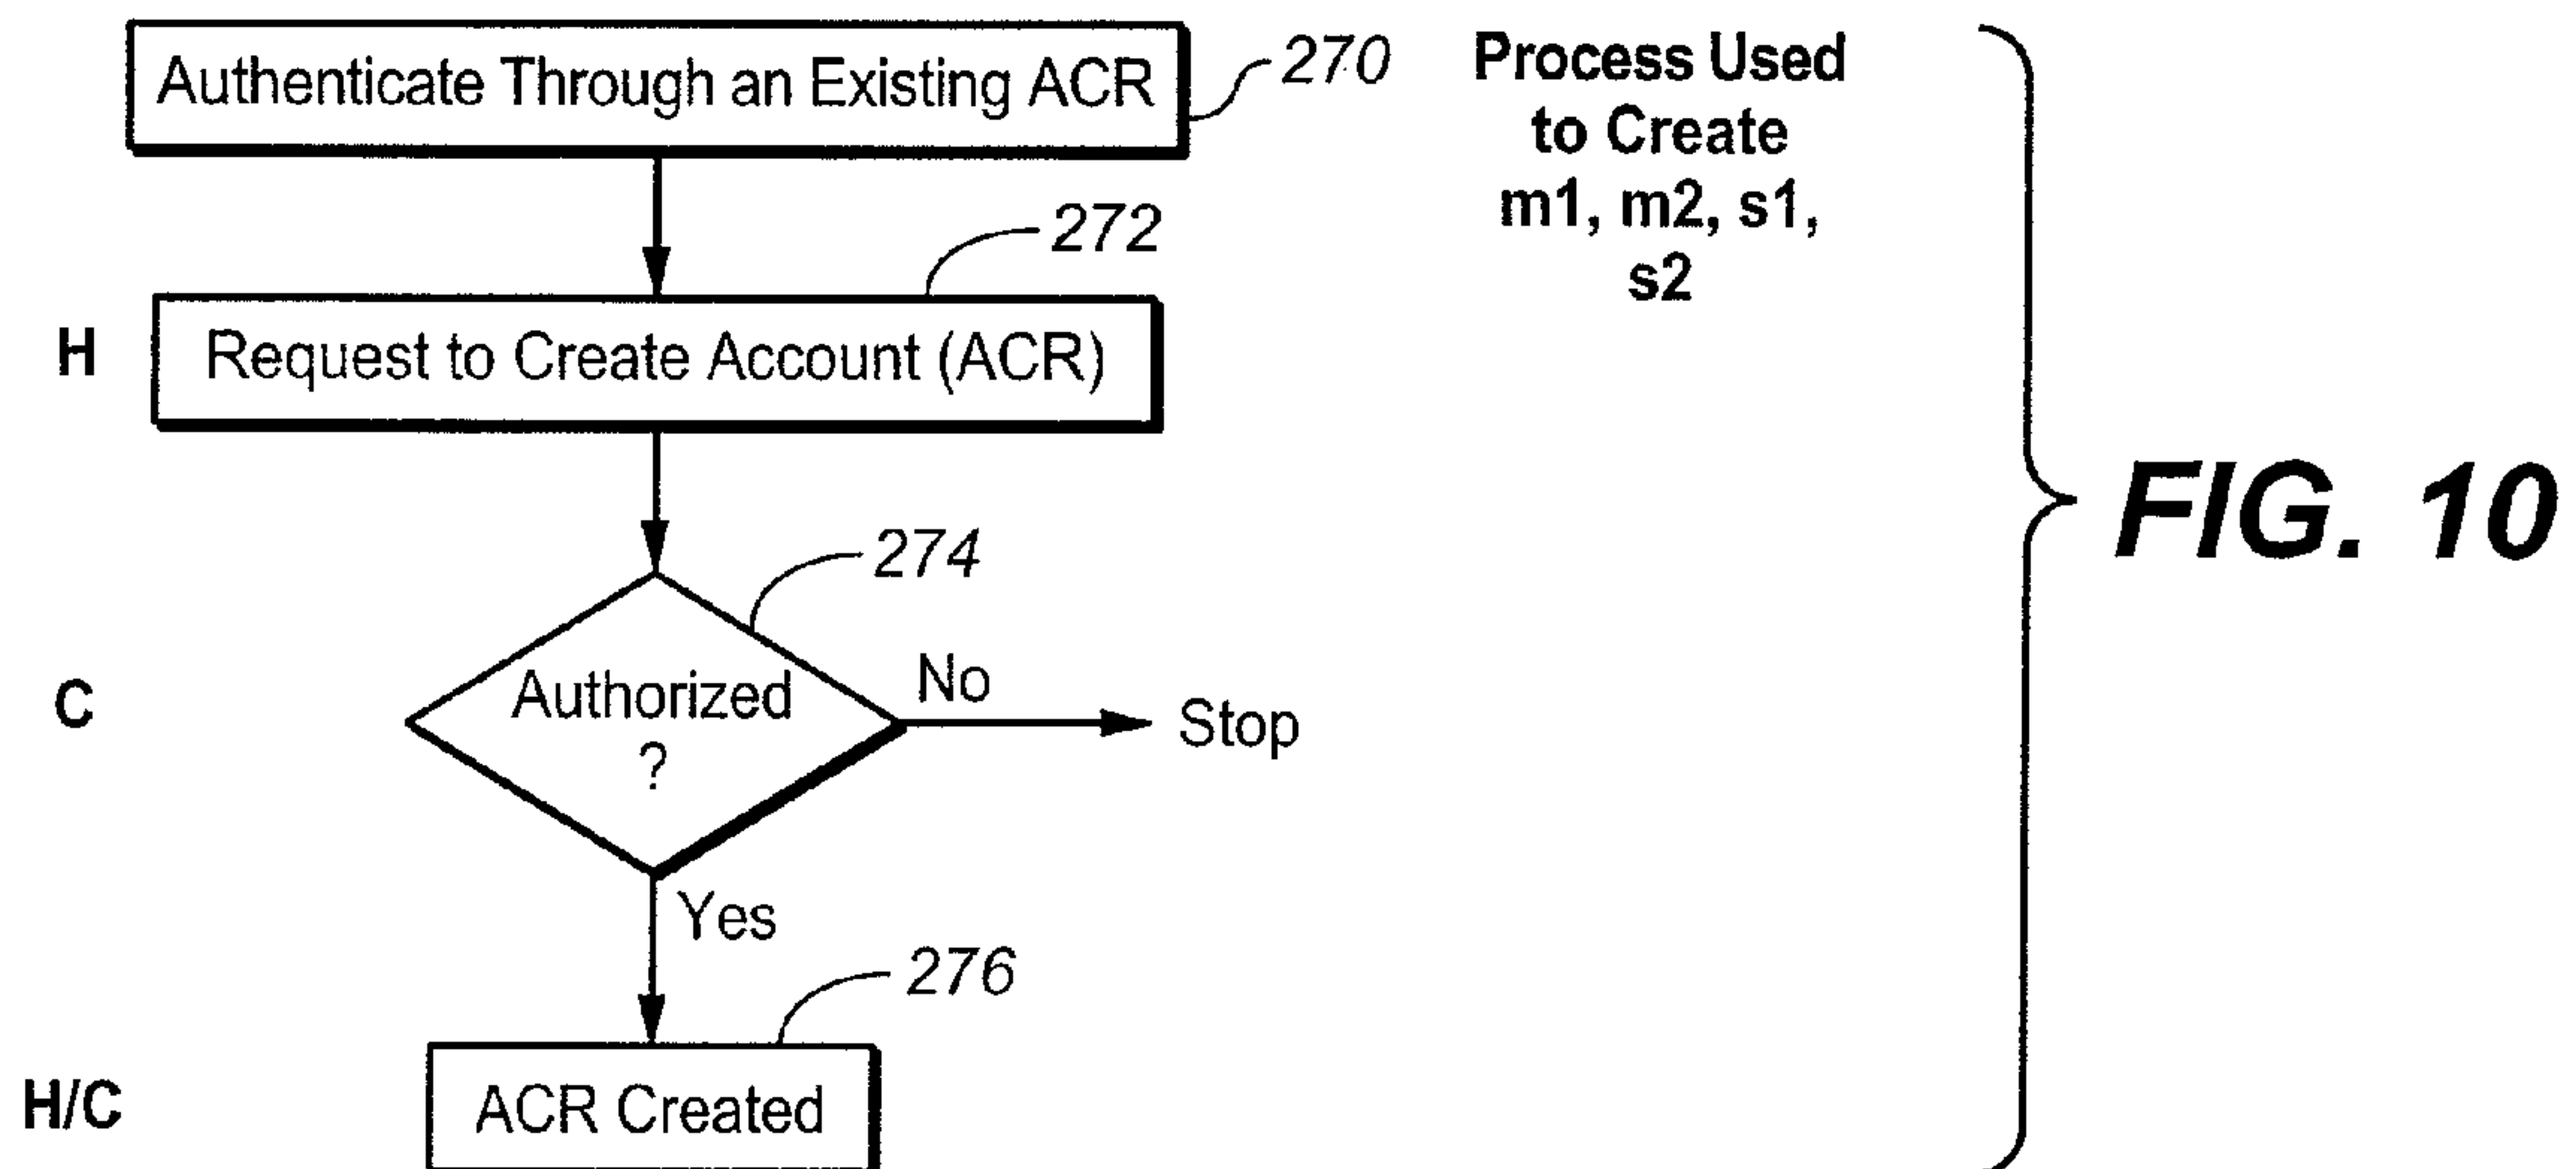 Authenticate Through an Existing ACR
270
Process Used
to Create
m1, m2, s1,
s2
272
H
Request to Create Account (ACR)
FIG. 10
274
C
Authorized
?
No
Stop
Yes
276
H/C
ACR Created